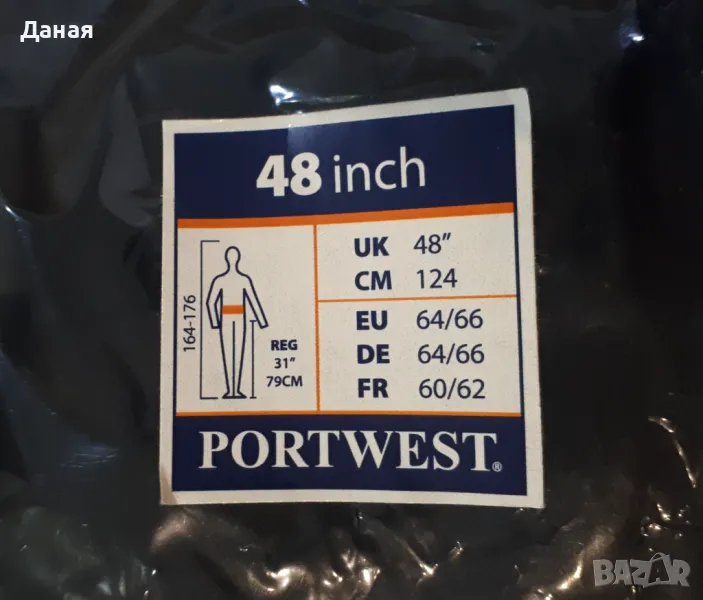 Даная
48 inch
164-176
REG
31”
79CM
UK 48”
CM 124
EU 64/66
DE 64/66
FR 60/62
PORTWEST®
BAZAR